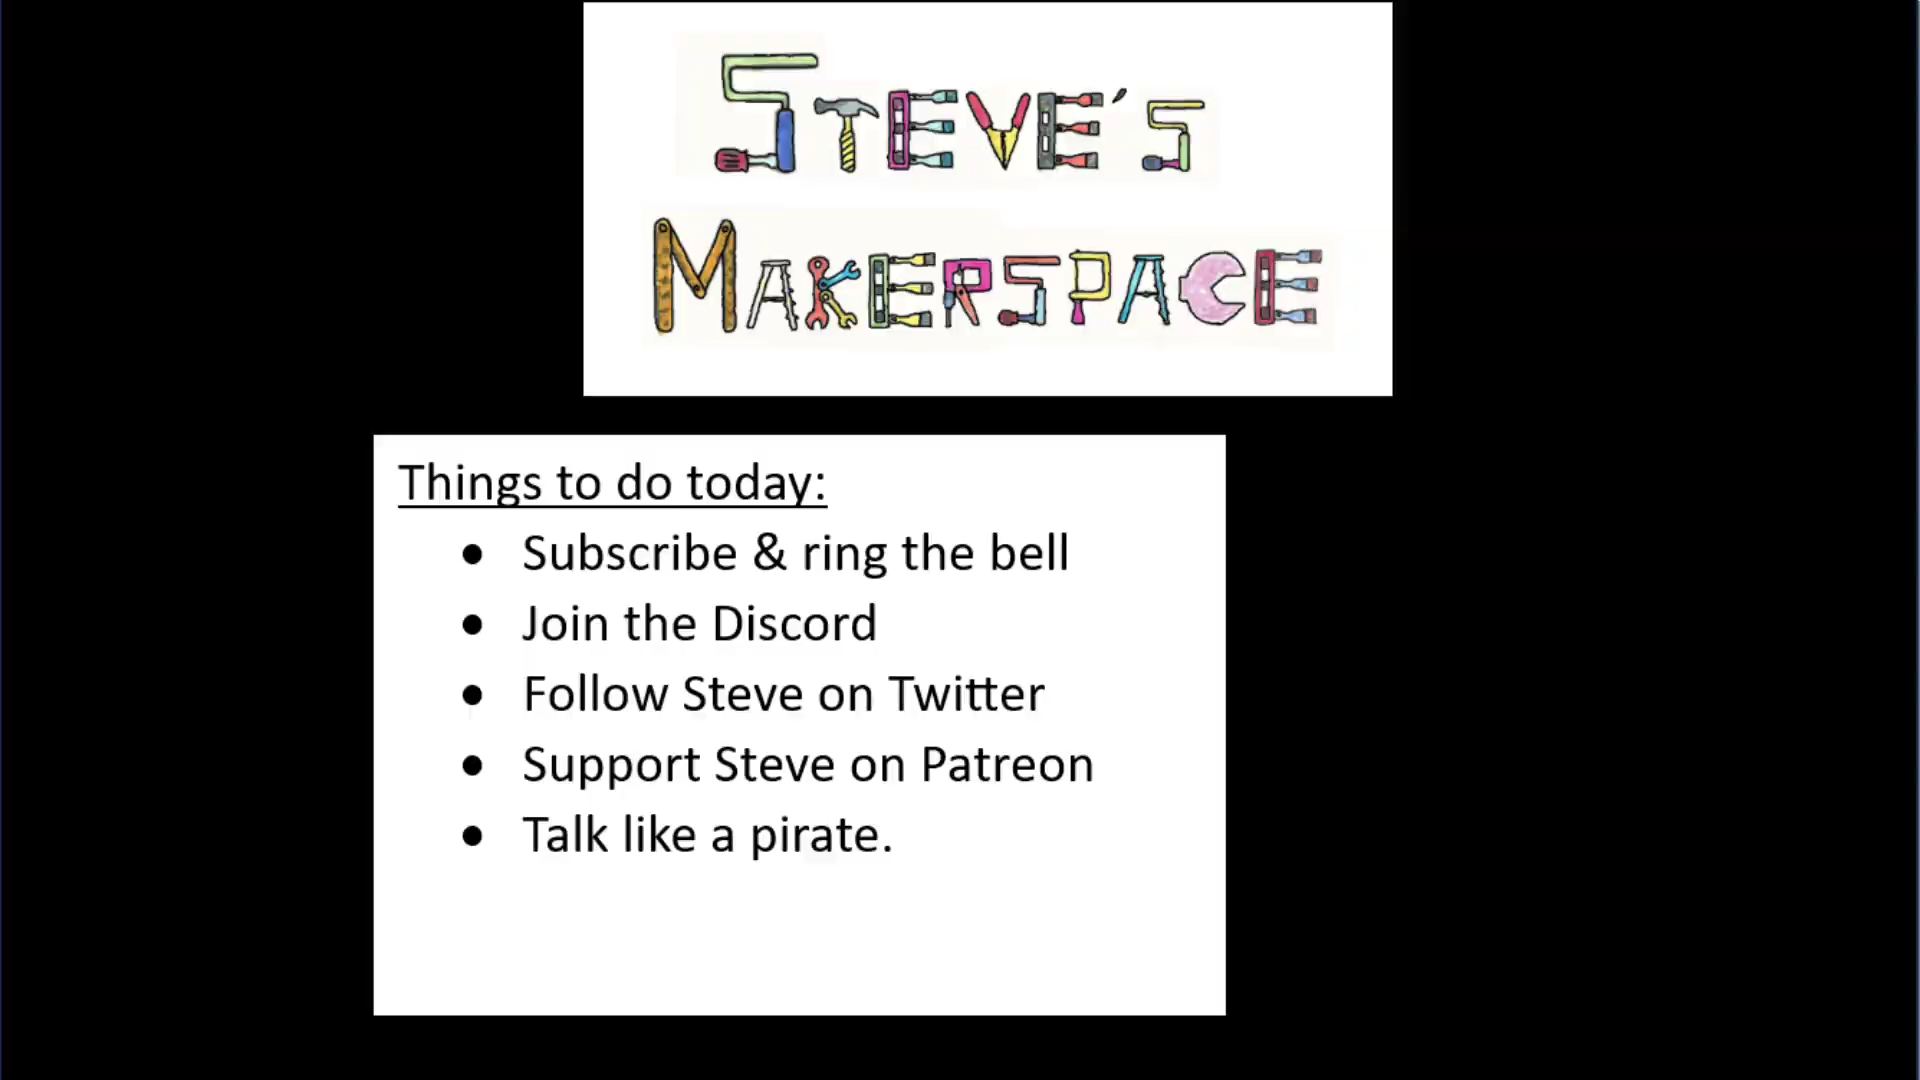 STEVE'S
MAKERSPACE
Things to do today:
• Subscribe & ring the bell
• Join the Discord
• Follow Steve on Twitter
• Support Steve on Patreon
• Talk like a pirate.